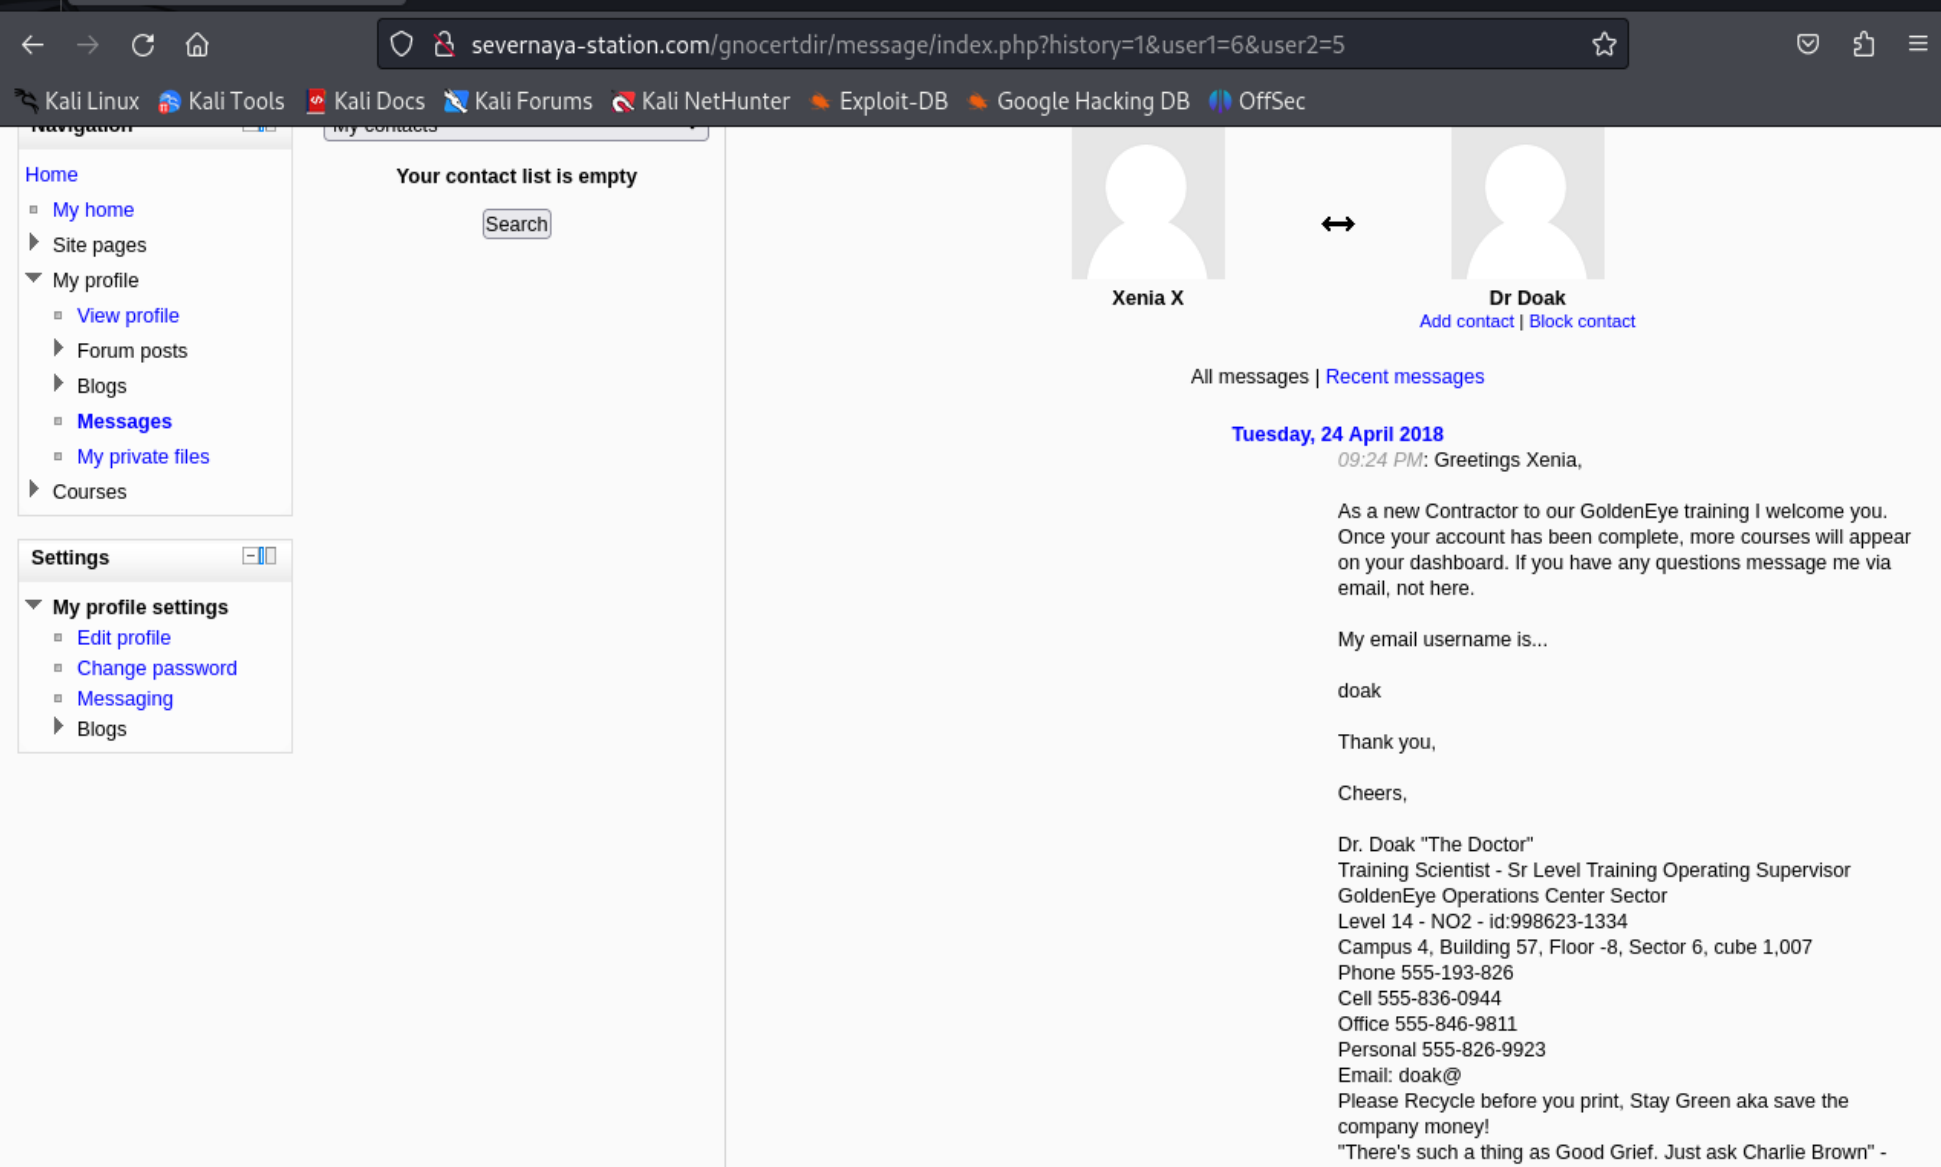 severnaya-station.com/gnocertdir/message/index.php?history=1&user1=6&user2=5
Kali Linux Kali Tools Kali Docs Kali Forums Kali NetHunter Exploit-DB Google Hacking DB OffSec
Navigation
Home
My home
Site pages
My profile
View profile
Forum posts
Blogs
Messages
My private files
Courses
Settings
My profile settings
Edit profile
Change password
Messaging
Blogs
My contacts
Your contact list is empty
Search
Xenia X
Dr Doak
Add contact | Block contact
All messages | Recent messages
Tuesday, 24 April 2018
09:24 PM: Greetings Xenia,
As a new Contractor to our GoldenEye training I welcome you.
Once your account has been complete, more courses will appear
on your dashboard. If you have any questions message me via
email, not here.
My email username is...
doak
Thank you,
Cheers,
Dr. Doak "The Doctor"
Training Scientist - Sr Level Training Operating Supervisor
GoldenEye Operations Center Sector
Level 14 - NO2 - id:998623-1334
Campus 4, Building 57, Floor -8, Sector 6, cube 1,007
Phone 555-193-826
Cell 555-836-0944
Office 555-846-9811
Personal 555-826-9923
Email: doak@
Please Recycle before you print, Stay Green aka save the
company money!
"There's such a thing as Good Grief. Just ask Charlie Brown" -